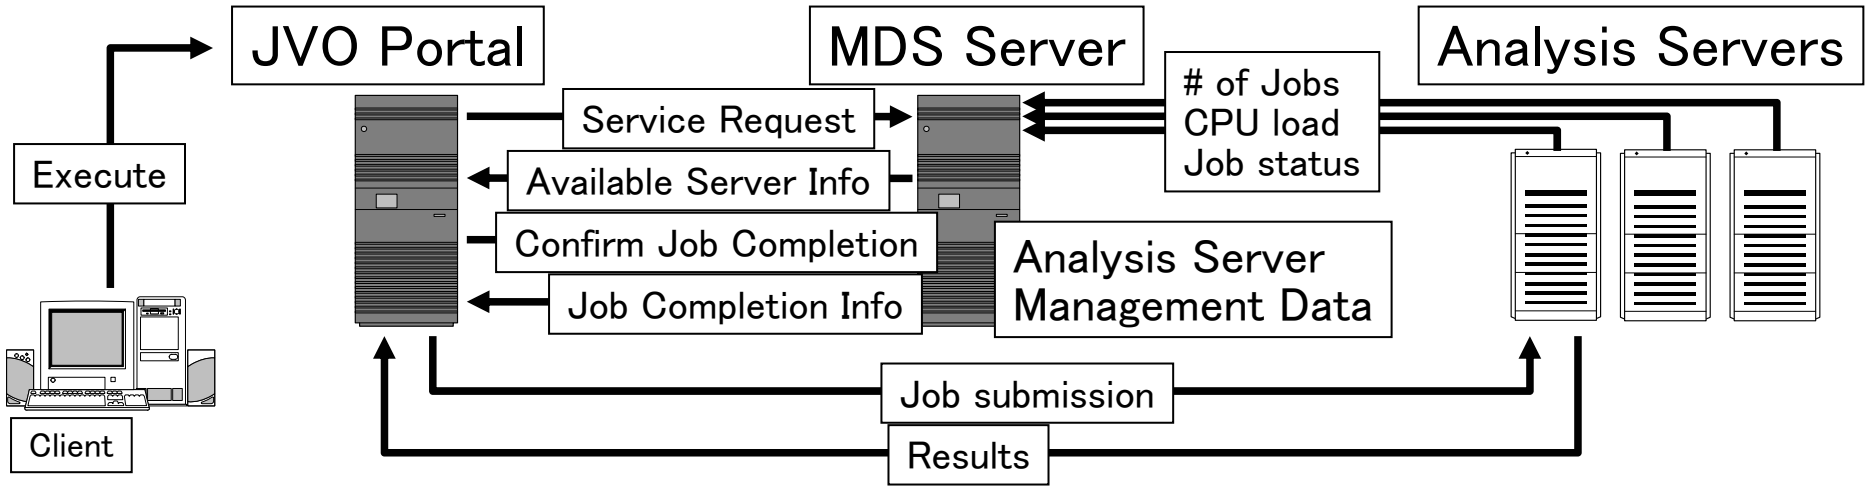 JVO Portal
MDS Server
Analysis Servers
Execute
Service Request
# of Jobs
CPU load
Job status
Available Server Info
Confirm Job Completion
Analysis Server
Management Data
Job Completion Info
Job submission
Client
Results